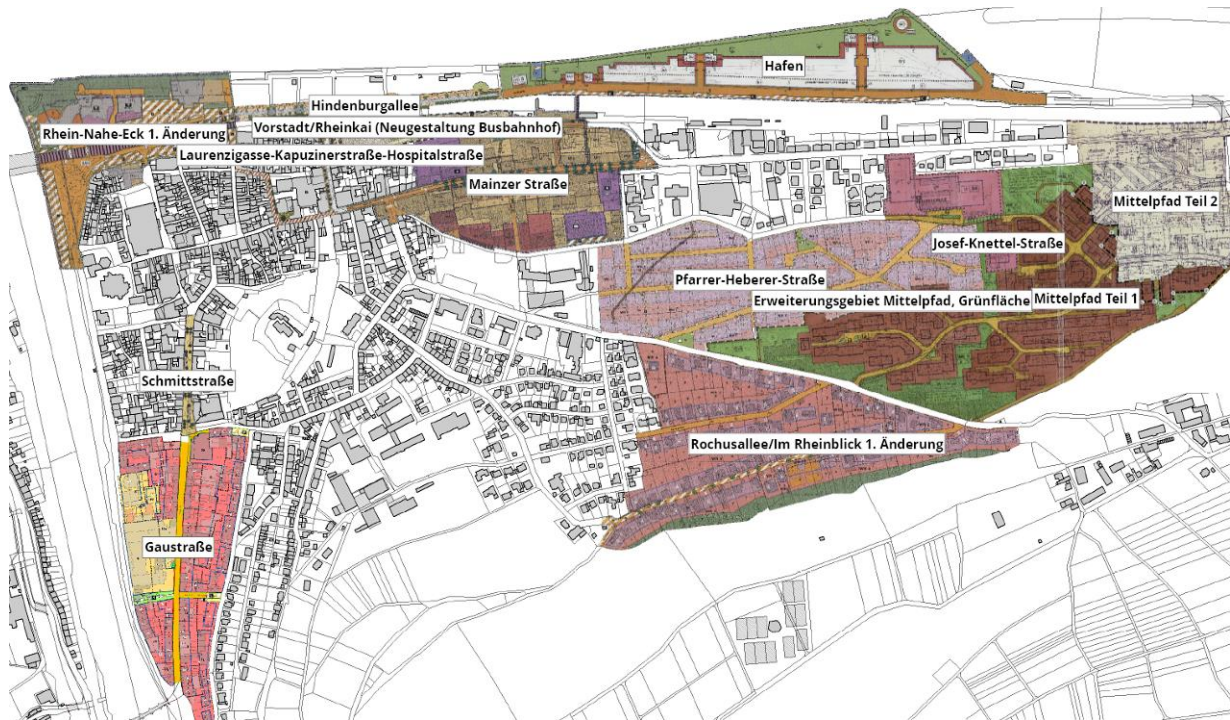 Hafen
Hindenburgallee
Rhein-Nahe-Eck 1. Änderung
Vorstadt/Rheinkai (Neugestaltung Busbahnhof)
Laurenzigasse-Kapuzinerstraße-Hospitalstraße
Mainzer Straße
Mittelpfad Teil 2
Josef-Knettel-Straße
Pfarrer-Heberer-Straße
Erweiterungsgebiet Mittelpfad, Grünfläche
Mittelpfad Teil 1
Schmittstraße
Rochusallee/Im Rheinblick 1. Änderung
Gaustraße